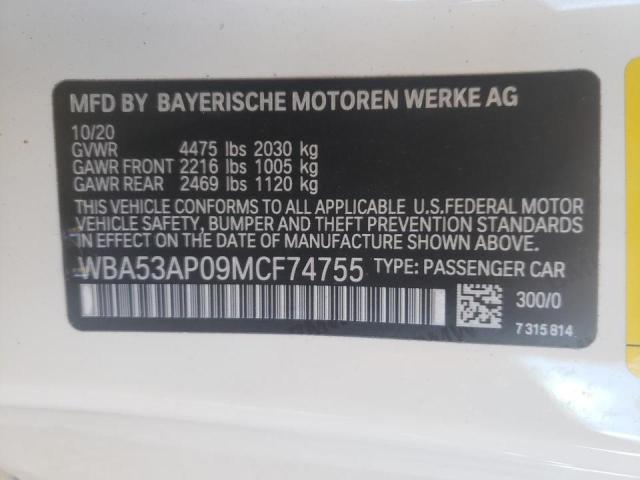 MFD BY BAYERISCHE MOTOREN WERKE AG
10/20
GVWR 4475 lbs 2030 kg
GAWR FRONT 2216 lbs 1005 kg
GAWR REAR 2469 lbs 1120 kg
THIS VEHICLE CONFORMS TO ALL APPLICABLE U.S.FEDERAL MOTOR
VEHICLE SAFETY, BUMPER AND THEFT PREVENTION STANDARDS
IN EFFECT ON THE DATE OF MANUFACTURE SHOWN ABOVE.
WBA53AP09MCF74755 TYPE: PASSENGER CAR
300/0
7 315 814